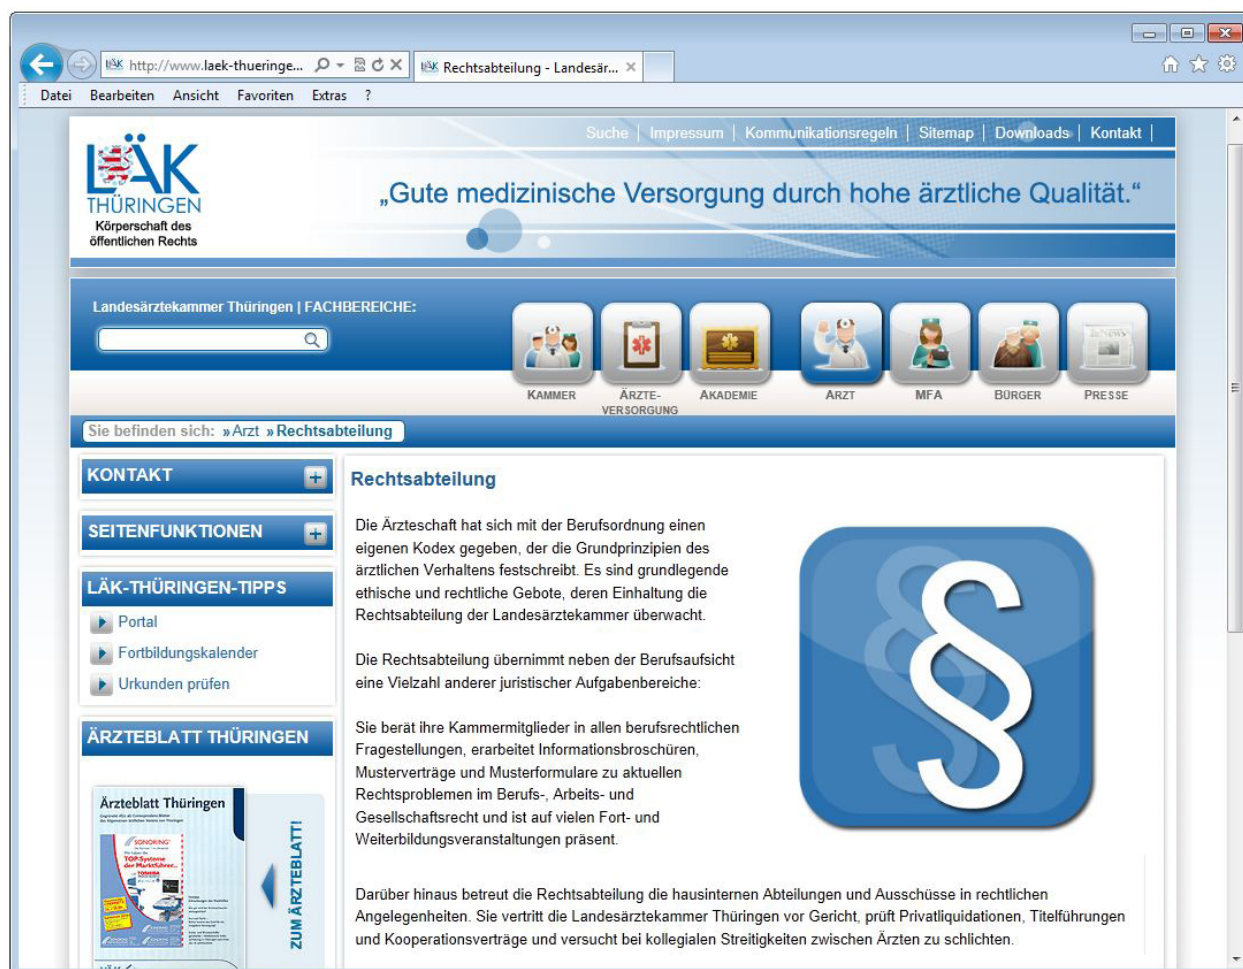 http://www.laek-thueringe...
LÄK Rechtsabteilung - Landesär...
Datei Bearbeiten Ansicht Favoriten Extras ?
Suche | Impressum | Kommunikationsregeln | Sitemap | Downloads | Kontakt |
LÄK
THÜRINGEN
Körperschaft des
öffentlichen Rechts
„Gute medizinische Versorgung durch hohe ärztliche Qualität.“
Landesärztekammer Thüringen | FACHBEREICHE:
KAMMER
ÄRZTE-
VERSORGUNG
AKADEMIE
ARZT
MFA
BÜRGER
PRESSE
Sie befinden sich: »Arzt »Rechtsabteilung
KONTAKT
SEITENFUNKTIONEN
LÄK-THÜRINGEN-TIPPS
Portal
Fortbildungskalender
Urkunden prüfen
ÄRZTEBLATT THÜRINGEN
Ärzteblatt Thüringen
SONORING
TOP-Systeme
der Marktführer...
TOSHIBA
ZUM ÄRZTEBLATT!
Rechtsabteilung
Die Ärzteschaft hat sich mit der Berufsordnung einen
eigenen Kodex gegeben, der die Grundprinzipien des
ärztlichen Verhaltens festschreibt. Es sind grundlegende
ethische und rechtliche Gebote, deren Einhaltung die
Rechtsabteilung der Landesärztekammer überwacht.
Die Rechtsabteilung übernimmt neben der Berufsaufsicht
eine Vielzahl anderer juristischer Aufgabenbereiche:
Sie berät ihre Kammermitglieder in allen berufsrechtlichen
Fragestellungen, erarbeitet Informationsbroschüren,
Musterverträge und Musterformulare zu aktuellen
Rechtsproblemen im Berufs-, Arbeits- und
Gesellschaftsrecht und ist auf vielen Fort- und
Weiterbildungsveranstaltungen präsent.
§
Darüber hinaus betreut die Rechtsabteilung die hausinternen Abteilungen und Ausschüsse in rechtlichen
Angelegenheiten. Sie vertritt die Landesärztekammer Thüringen vor Gericht, prüft Privatliquidationen, Titelführungen
und Kooperationsverträge und versucht bei kollegialen Streitigkeiten zwischen Ärzten zu schlichten.